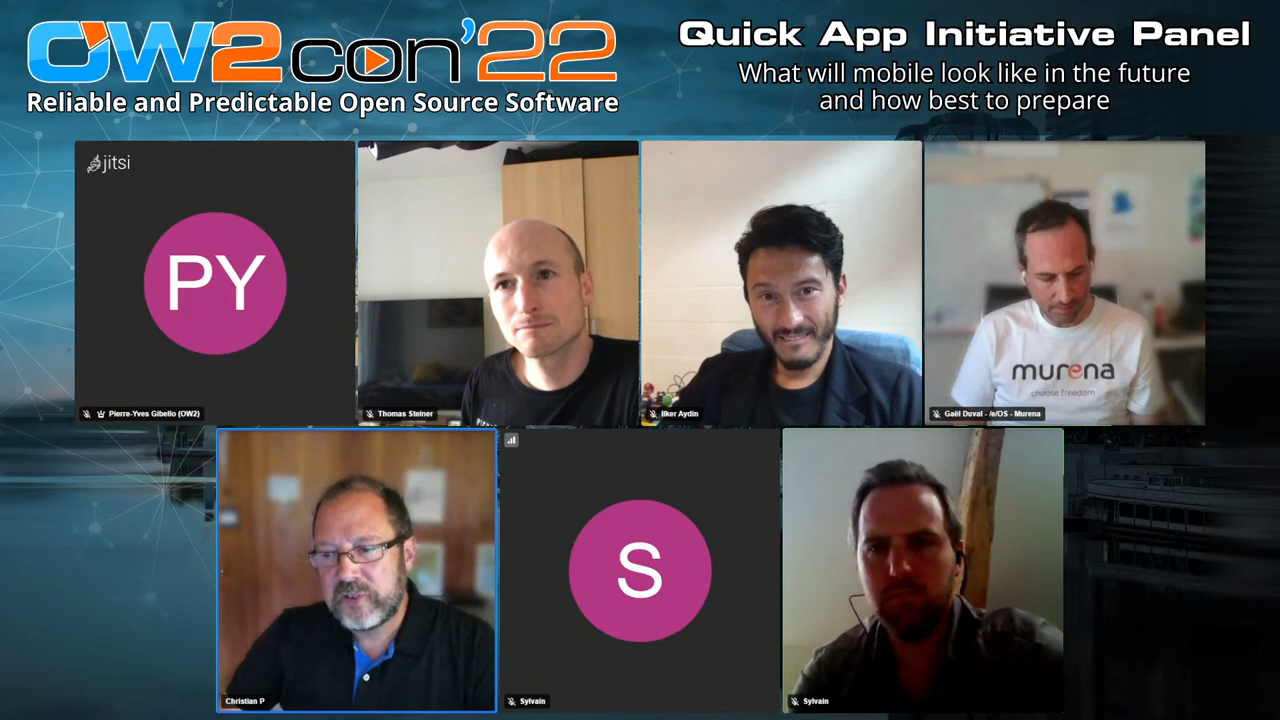 OW2con'22
Quick App Initiative Panel
Reliable and Predictable Open Source Software
What will mobile look like in the future
and how best to prepare
jitsi
PY
Pierre-Yves Gibello (OW2)
Thomas Steiner
Ilker Aydin
murena
choose freedom
Gaël Duval - /e/OS - Murena
Christian P
S
Sylvain
Sylvain